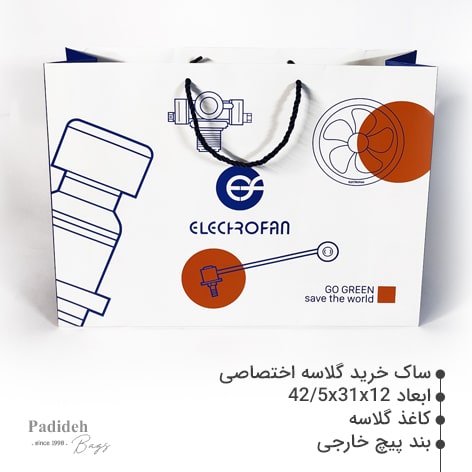 ELECTROFAN
GO GREEN
save the world
ساک خرید گلاسه اختصاصی
ابعاد 42/5x31x12
کاغذ گلاسه
بند پیچ خارجی
Padideh
. since 1999 .
Bags